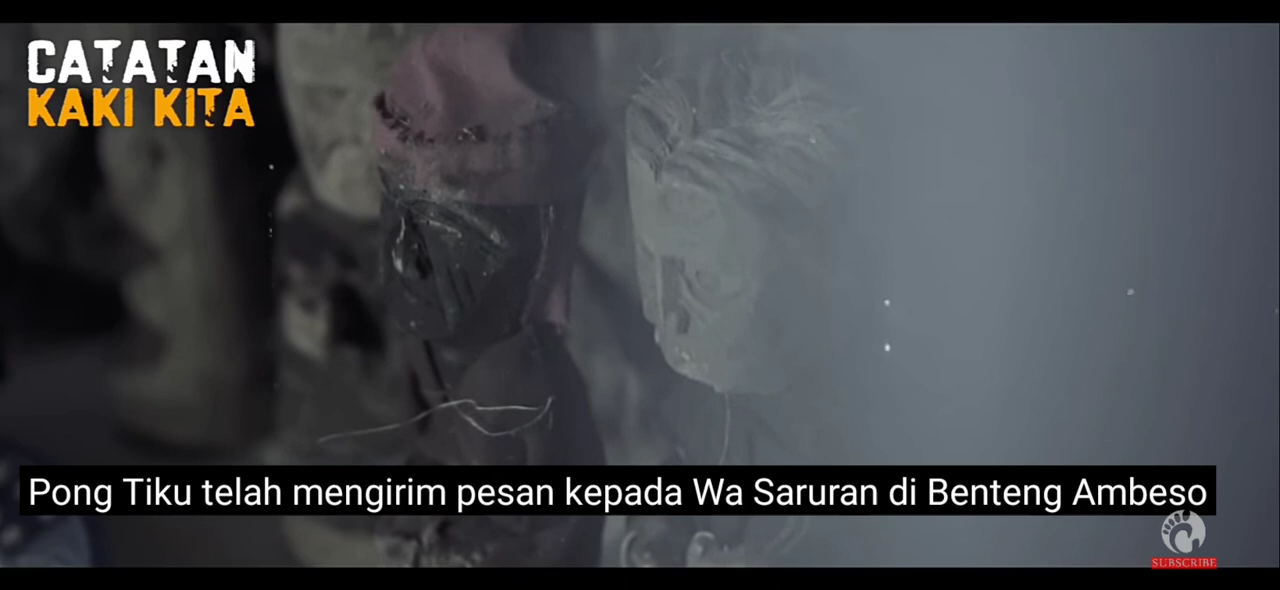 CATATAN
KAKI KITA
Pong Tiku telah mengirim pesan kepada Wa Saruran di Benteng Ambeso
SUBSCRIBE